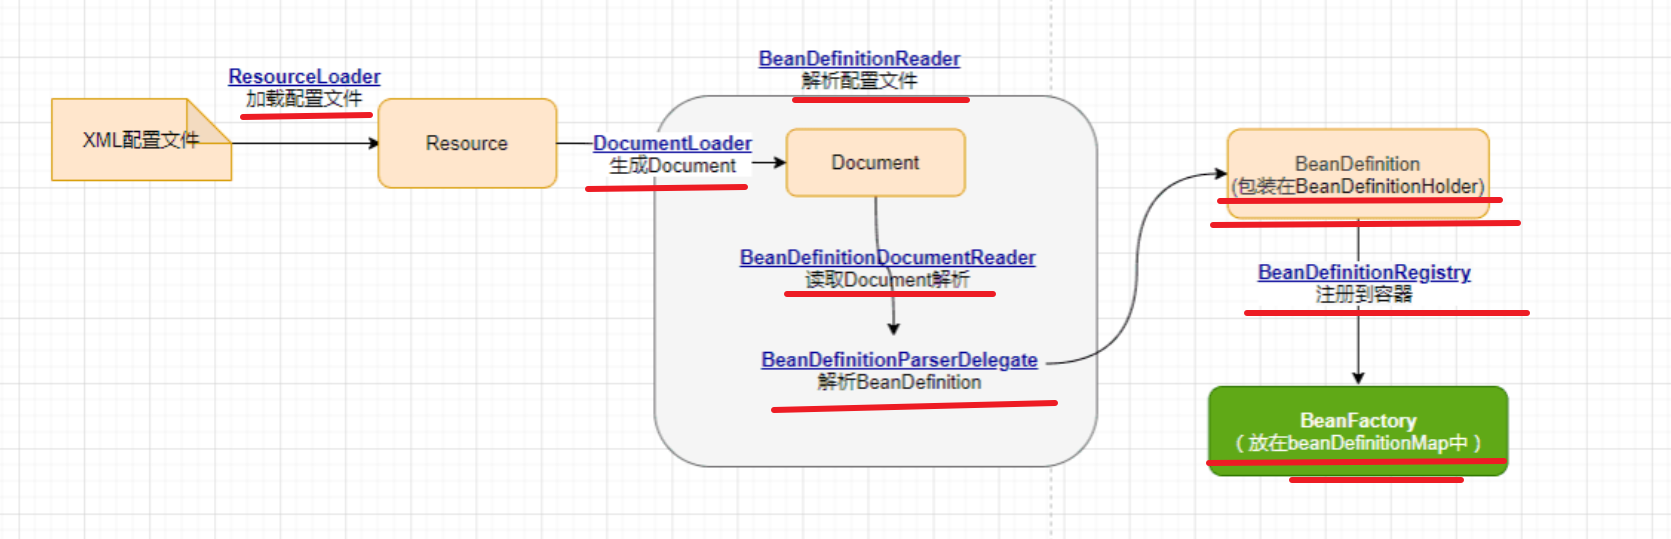 BeanDefinitionReader
解析配置文件
ResourceLoader
加载配置文件
XML配置文件
Resource
DocumentLoader
生成Document
Document
BeanDefinitionDocumentReader
读取Document解析
BeanDefinitionParserDelegate
解析BeanDefinition
BeanDefinition
(包装在BeanDefinitionHolder)
BeanDefinitionRegistry
注册到容器
BeanFactory
（放在beanDefinitionMap中）